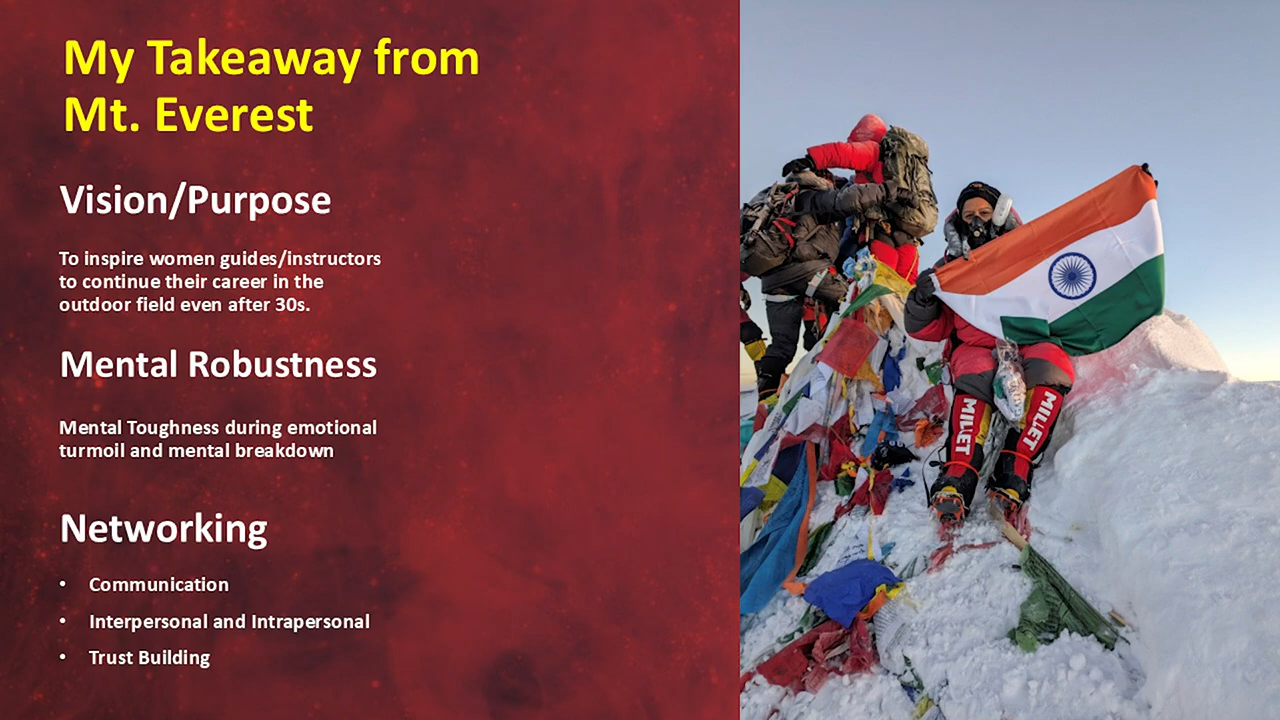 My Takeaway from
Mt. Everest
Vision/Purpose
To inspire women guides/instructors
to continue their career in the
outdoor field even after 30s.
Mental Robustness
Mental Toughness during emotional
turmoil and mental breakdown
Networking
• Communication
• Interpersonal and Intrapersonal
• Trust Building
MILLET
MILLET